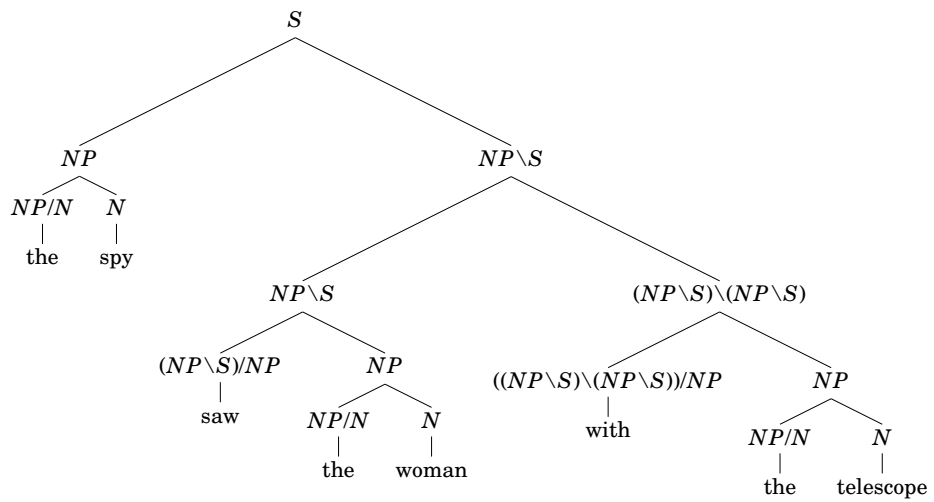 S
NP NP\S
NP/N N
the spy
NP\S (NP\S)\(NP\S)
(NP\S)/NP NP ((NP\S)\(NP\S))/NP NP
saw NP/N N with NP/N N
the woman the telescope